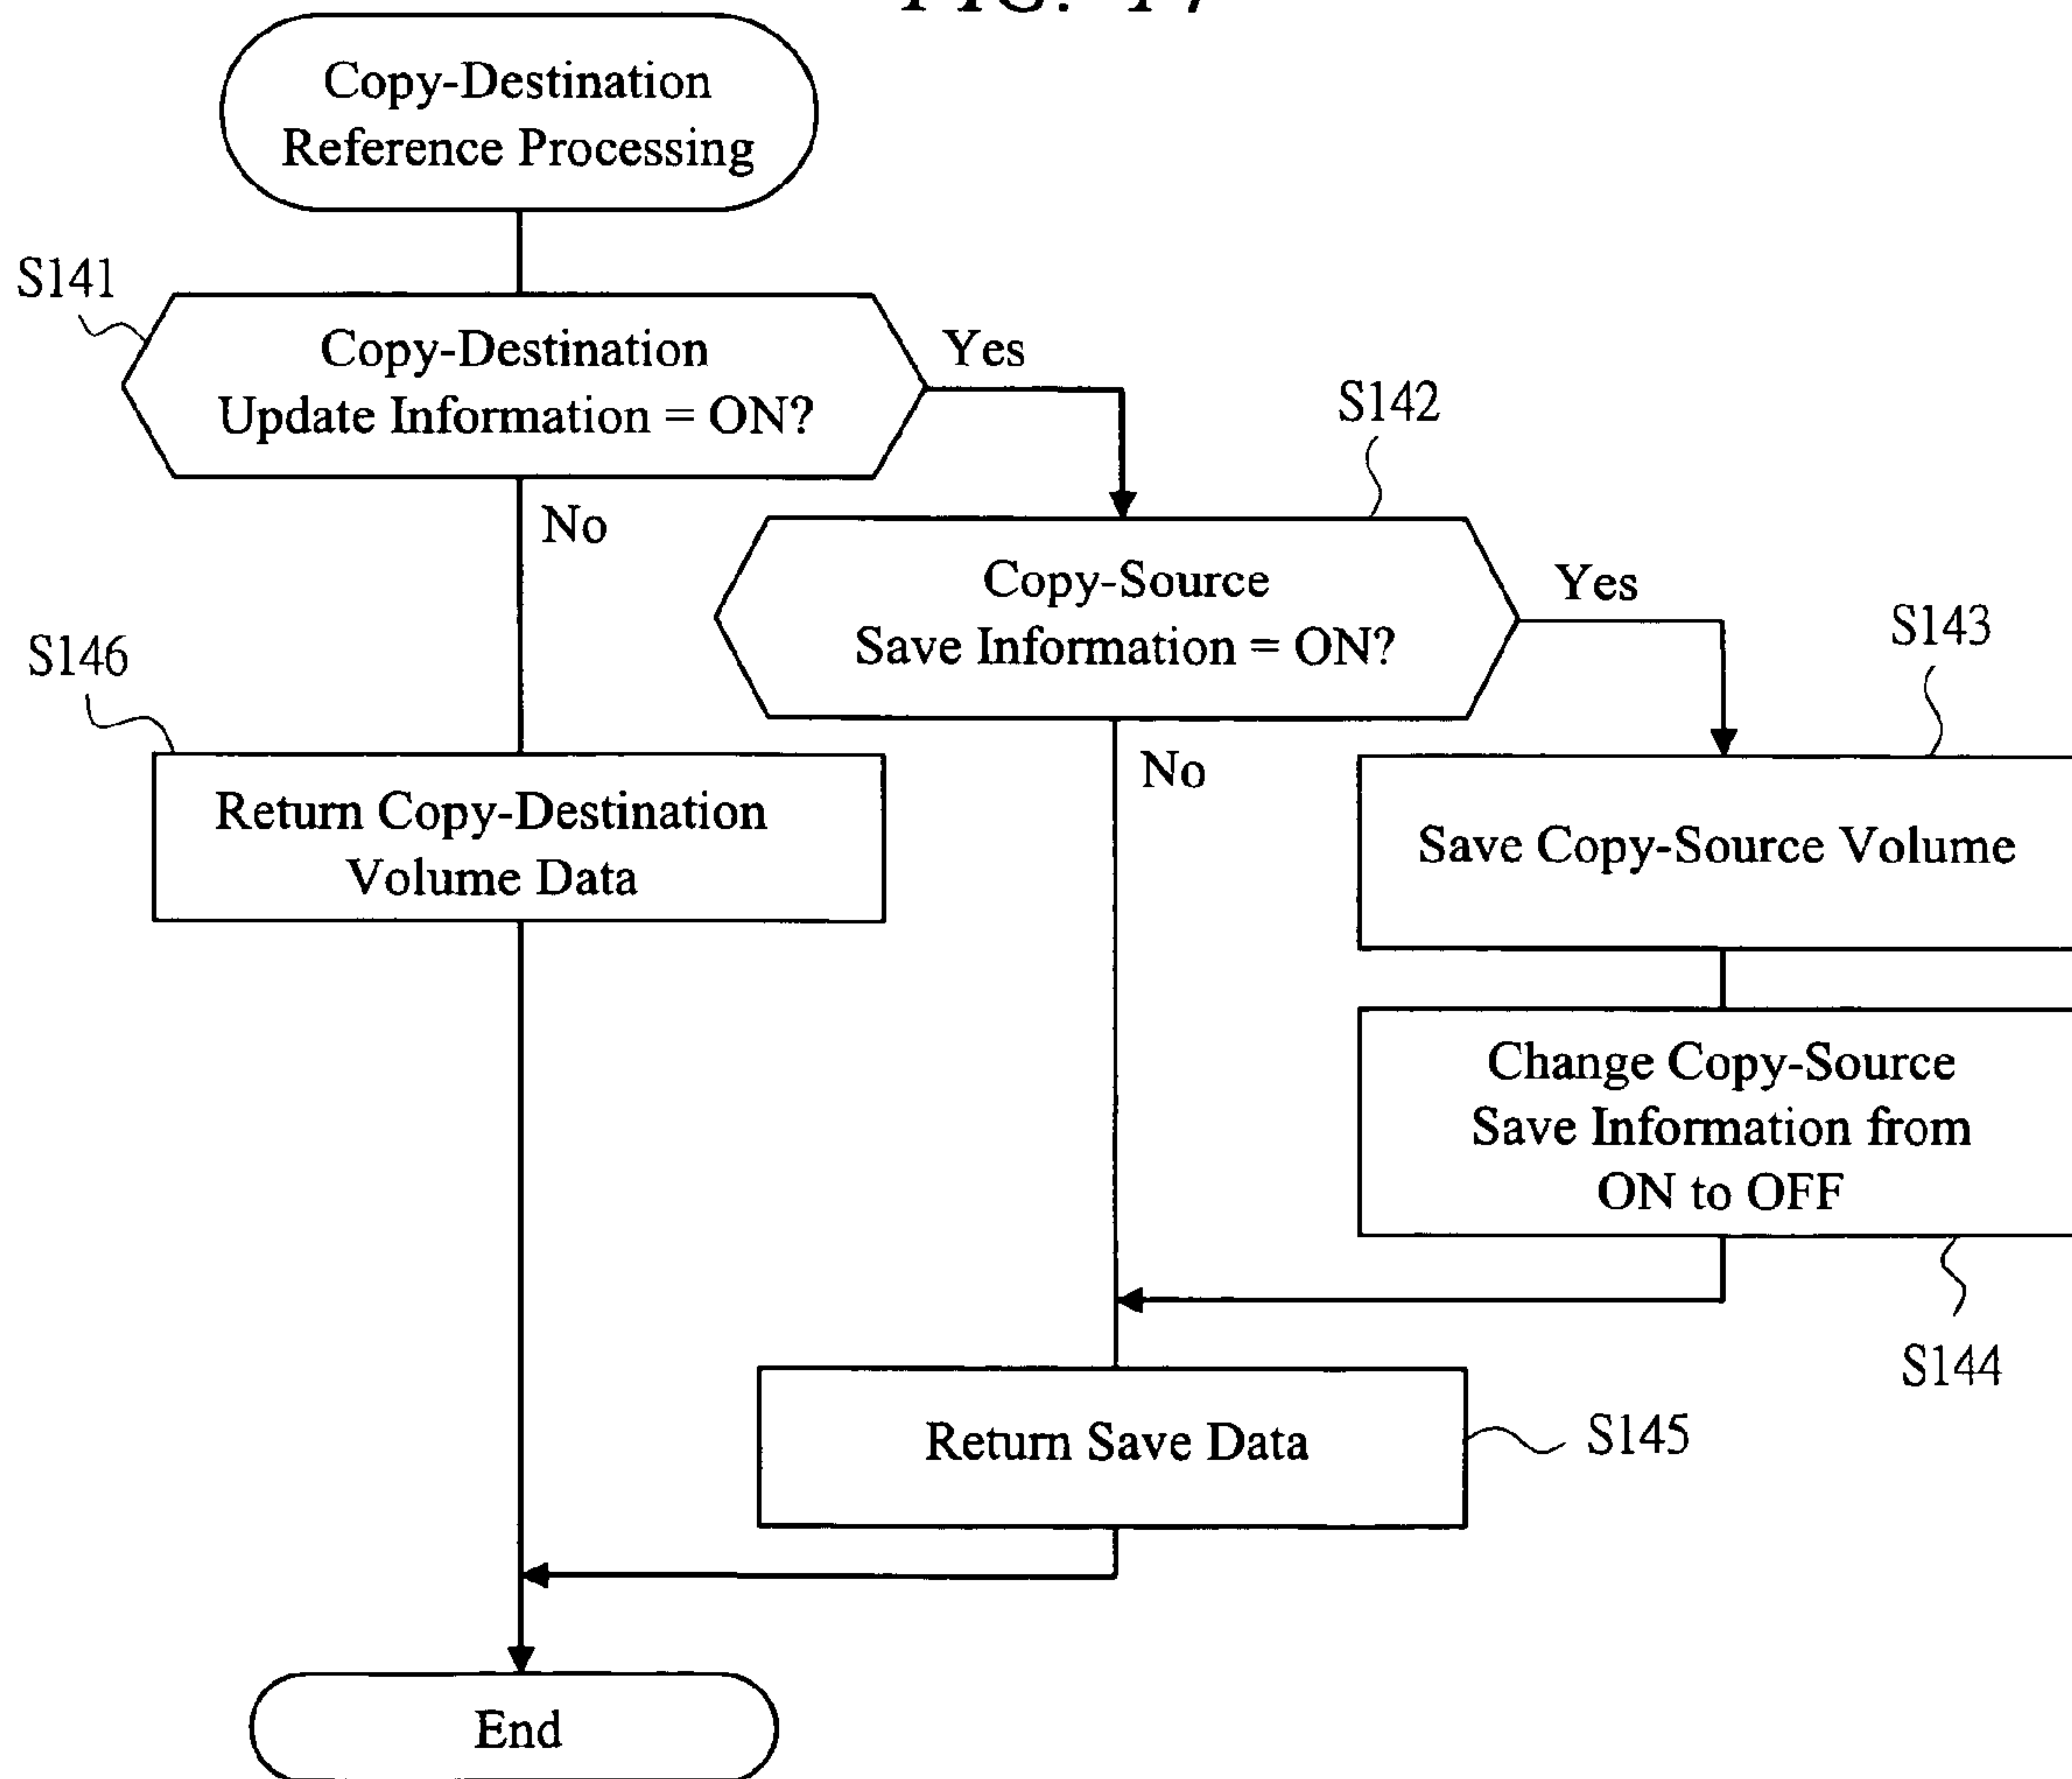 Copy-Destination
Reference Processing
S141
Copy-Destination
Update Information = ON?
Yes
No
S142
Copy-Source
Save Information = ON?
Yes
No
S143
Save Copy-Source Volume
S146
Return Copy-Destination
Volume Data
Change Copy-Source
Save Information from
ON to OFF
S144
Return Save Data
S145
End